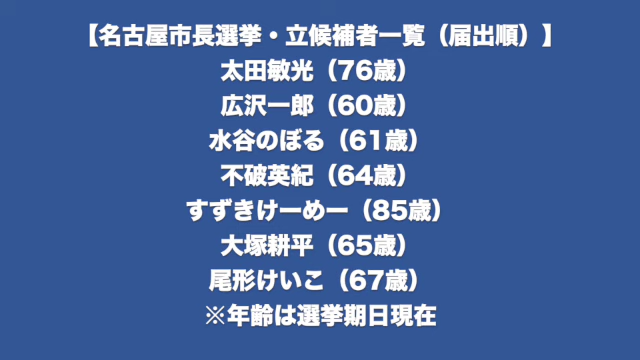 【名古屋市長選挙・立候補者一覧（届出順）】
太田敏光（76歳）
広沢一郎（60歳）
水谷のぼる（61歳）
不破英紀（64歳）
すずきけーめー（85歳）
大塚耕平（65歳）
尾形けいこ（67歳）
※年齢は選挙期日現在